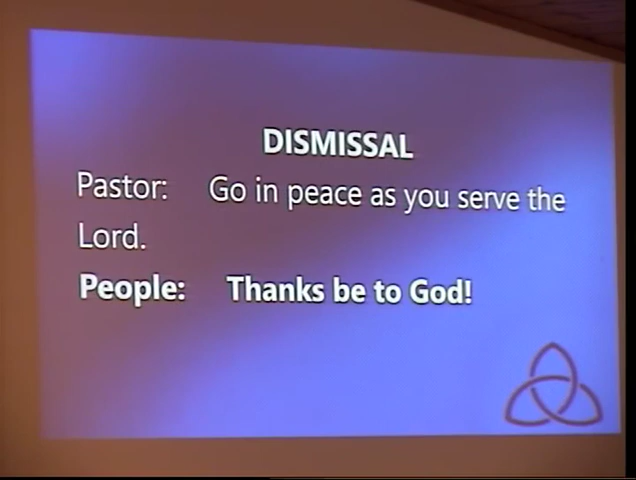 DISMISSAL
Pastor: Go in peace as you serve the
Lord.
People: Thanks be to God!